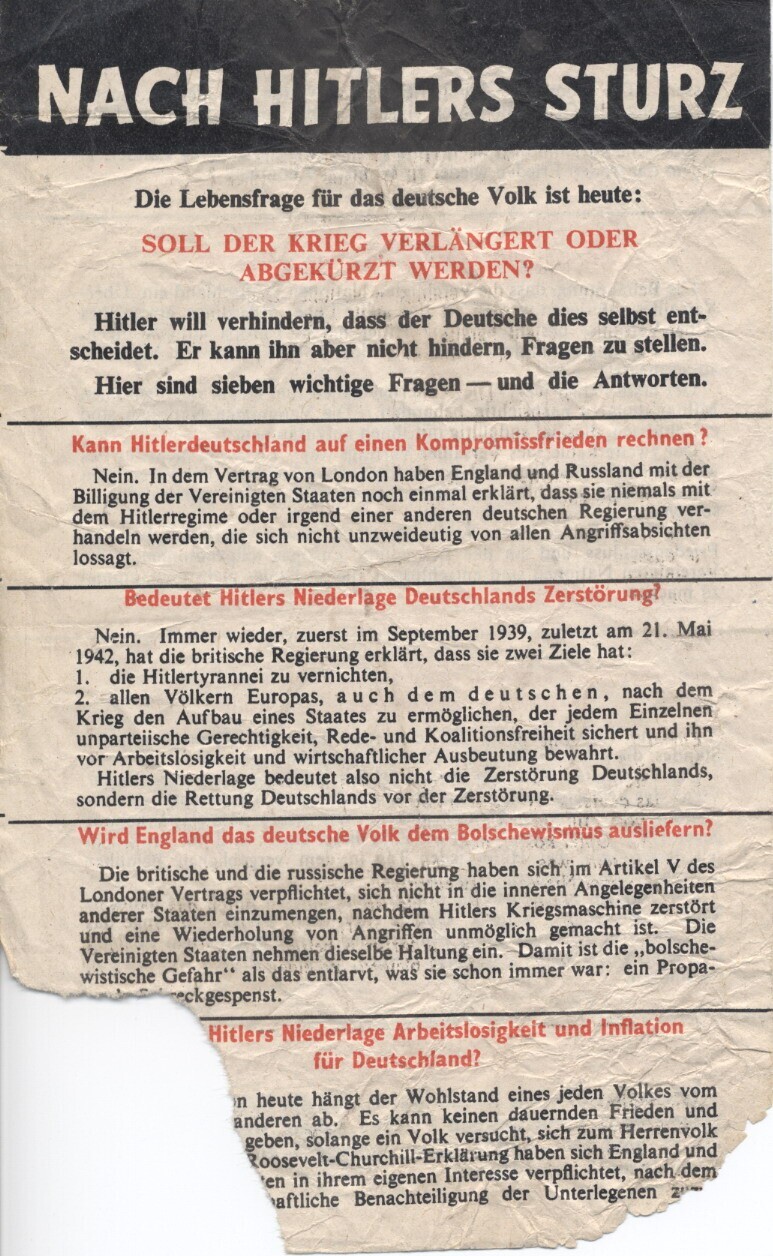 NACH HITLERS STURZ
Die Lebensfrage für das deutsche Volk ist heute:
SOLL DER KRIEG VERLÄNGERT ODER
ABGEKÜRZT WERDEN?
Hitler will verhindern, dass der Deutsche dies selbst ent-
scheidet. Er kann ihn aber nicht hindern, Fragen zu stellen.
Hier sind sieben wichtige Fragen — und die Antworten.
Kann Hitlerdeutschland auf einen Kompromissfrieden rechnen?
Nein. In dem Vertrag von London haben England und Russland mit der
Billigung der Vereinigten Staaten noch einmal erklärt, dass sie niemals mit
dem Hitlerregime oder irgend einer anderen deutschen Regierung ver-
handeln werden, die sich nicht unzweideutig von allen Angriffsabsichten
lossagt.
Bedeutet Hitlers Niederlage Deutschlands Zerstörung?
Nein. Immer wieder, zuerst im September 1939, zuletzt am 21. Mai
1942, hat die britische Regierung erklärt, dass sie zwei Ziele hat:
1. die Hitlertyrannei zu vernichten,
2. allen Völkern Europas, auch dem deutschen, nach dem
Krieg den Aufbau eines Staates zu ermöglichen, der jedem Einzelnen
unparteiische Gerechtigkeit, Rede- und Koalitionsfreiheit sichert und ihn
vor Arbeitslosigkeit und wirtschaftlicher Ausbeutung bewahrt.
Hitlers Niederlage bedeutet also nicht die Zerstörung Deutschlands,
sondern die Rettung Deutschlands vor der Zerstörung.
Wird England das deutsche Volk dem Bolschewismus ausliefern?
Die britische und die russische Regierung haben sich im Artikel V des
Londoner Vertrags verpflichtet, sich nicht in die inneren Angelegenheiten
anderer Staaten einzumengen, nachdem Hitlers Kriegsmaschine zerstört
und eine Wiederholung von Angriffen unmöglich gemacht ist. Die
Vereinigten Staaten nehmen dieselbe Haltung ein. Damit ist die „bolsche-
wistische Gefahr“ als das entlarvt, was sie schon immer war: ein Propa-
eckgespenst.
Hitlers Niederlage Arbeitslosigkeit und Inflation
für Deutschland?
on heute hängt der Wohlstand eines jeden Volkes vom
anderen ab. Es kann keinen dauernden Frieden und
geben, solange ein Volk versucht, sich zum Herrenvolk
Roosevelt-Churchill-Erklärung haben sich England und
ten in ihrem eigenen Interesse verpflichtet, nach dem
aftliche Benachteiligung der Unterlegenen